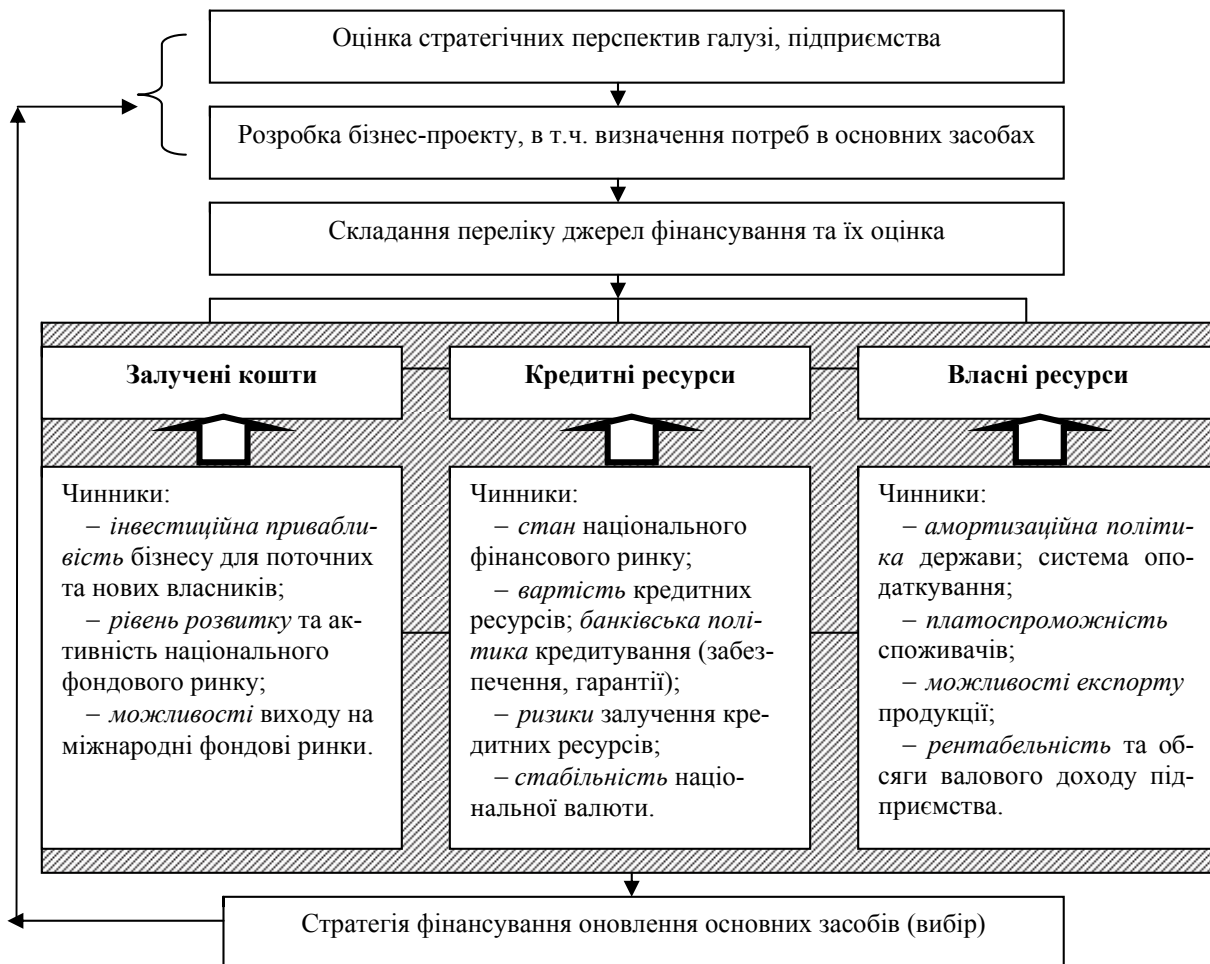 Оцінка стратегічних перспектив галузі, підприємства
Розробка бізнес-проекту, в т.ч. визначення потреб в основних засобах
Складання переліку джерел фінансування та їх оцінка
Залучені кошти
Чинники:
– інвестиційна приабли-
вість бізнесу для поточних
та нових власників;
– рівень розвитку та ак-
тивність національного
фондового ринку;
– можливості виходу на
міжнародні фондові ринки.
Кредитні ресурси
Чинники:
– стан національного
фінансового ринку;
– вартість кредитних
ресурсів; банківська полі-
тика кредитування (забез-
печення, гарантії);
– ризики залучення кре-
дитних ресурсів;
– стабільність націо-
нальної валюти.
Власні ресурси
Чинники:
– амортизаційна політи-
ка держави; система опо-
даткування;
– платоспроможність
споживачів;
– можливості експорту
продукції;
– рентабельність та об-
сяги валового доходу під-
приємства.
Стратегія фінансування оновлення основних засобів (вибір)